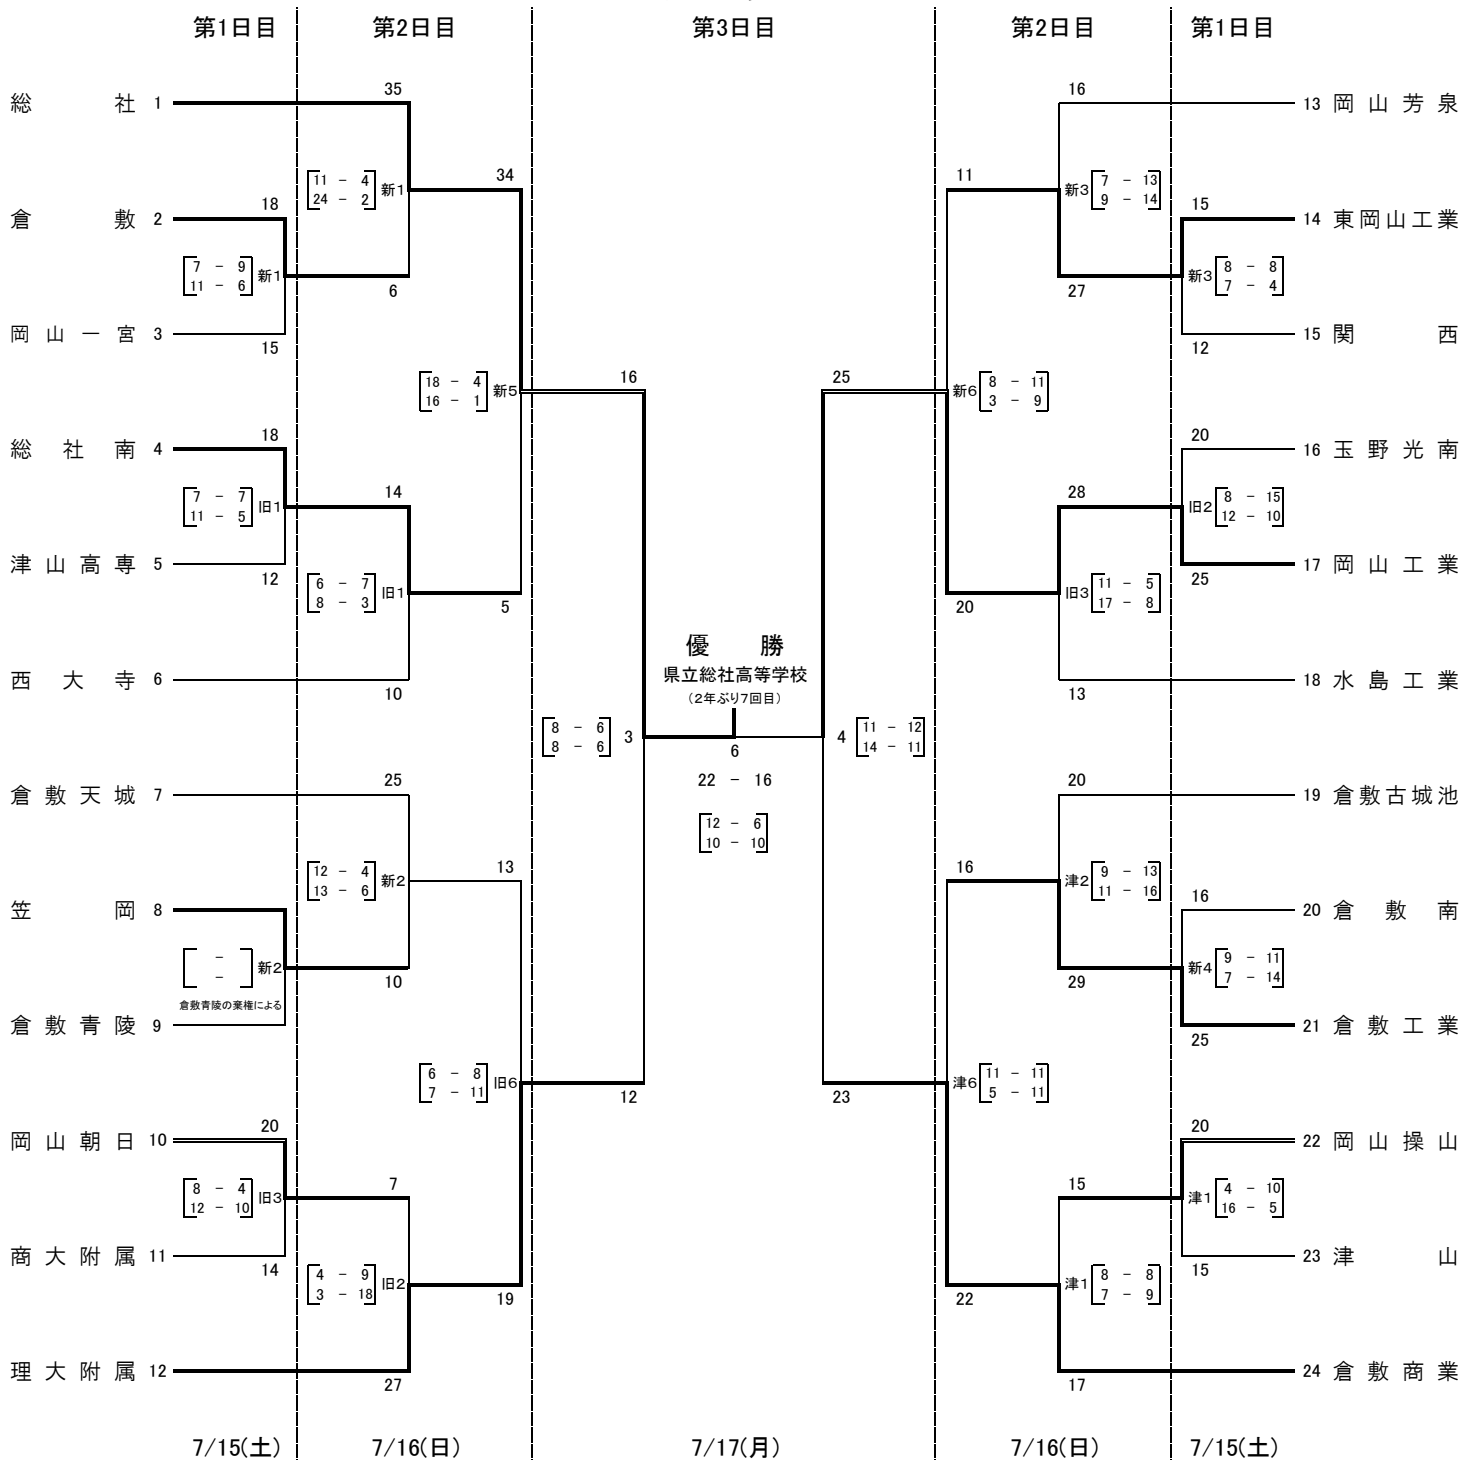 第1日目 第2日目 第3日目 第2日目 第1日目
35 16
総社 1 13 岡山芳泉
11 - 4 新1 34 11 新3 7 - 13
24 - 2 9 - 14
18 15
倉敷 2 14 東岡山工業
7 - 9 新1 新3 8 - 8
11 - 6 7 - 4
6 27
岡山一宮 3 15 関西
15 12
18 - 4 新5 16 25 新6 8 - 11
16 - 1 3 - 9
18 20
総社南 4 16 玉野光南
7 - 7 旧1 14 28 旧2 8 - 15
11 - 5 12 - 10
津山高専 5 17 岡山工業
12 25
6 - 7 旧1 旧3 11 - 5
8 - 3 17 - 8
5 20
優勝
県立総社高等学校
(2年ぶり7回目)
西大寺 6 18 水島工業
10 13
8 - 6 3 4 11 - 12
8 - 6 14 - 11
6
22 - 16
25 20
倉敷天城 7 19 倉敷古城池
12 - 6
10 - 10
12 - 4 新2 13 16 津2 9 - 13
13 - 6 11 - 16
16
笠岡 8 20 倉敷南
- 新2 新4 9 - 11
- 7 - 14
10 29
倉敷青陵の棄権による
倉敷青陵 9 21 倉敷工業
25
6 - 8 旧6 津6 11 - 11
7 - 11 5 - 11
12 23
20 20
岡山朝日 10 22 岡山操山
8 - 4 旧3 7 15 津1 4 - 10
12 - 10 16 - 5
商大附属 11 23 津山
14 15
4 - 9 旧2 津1 8 - 8
3 - 18 7 - 9
19 22
理大附属 12 24 倉敷商業
27 17
7/15(土) 7/16(日) 7/17(月) 7/16(日) 7/15(土)